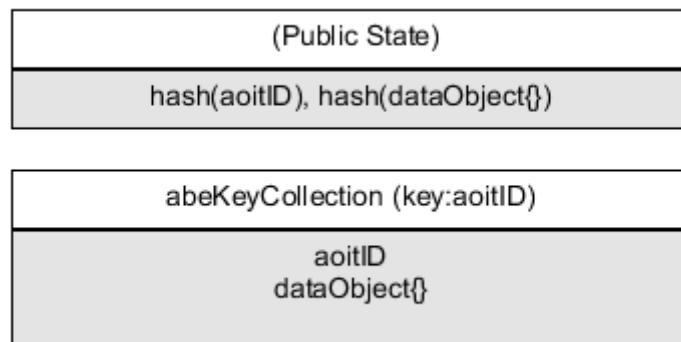 (Public State)
hash(aoitID), hash(dataObject{})
abeKeyCollection (key:aoitID)
aoitID
dataObject{}